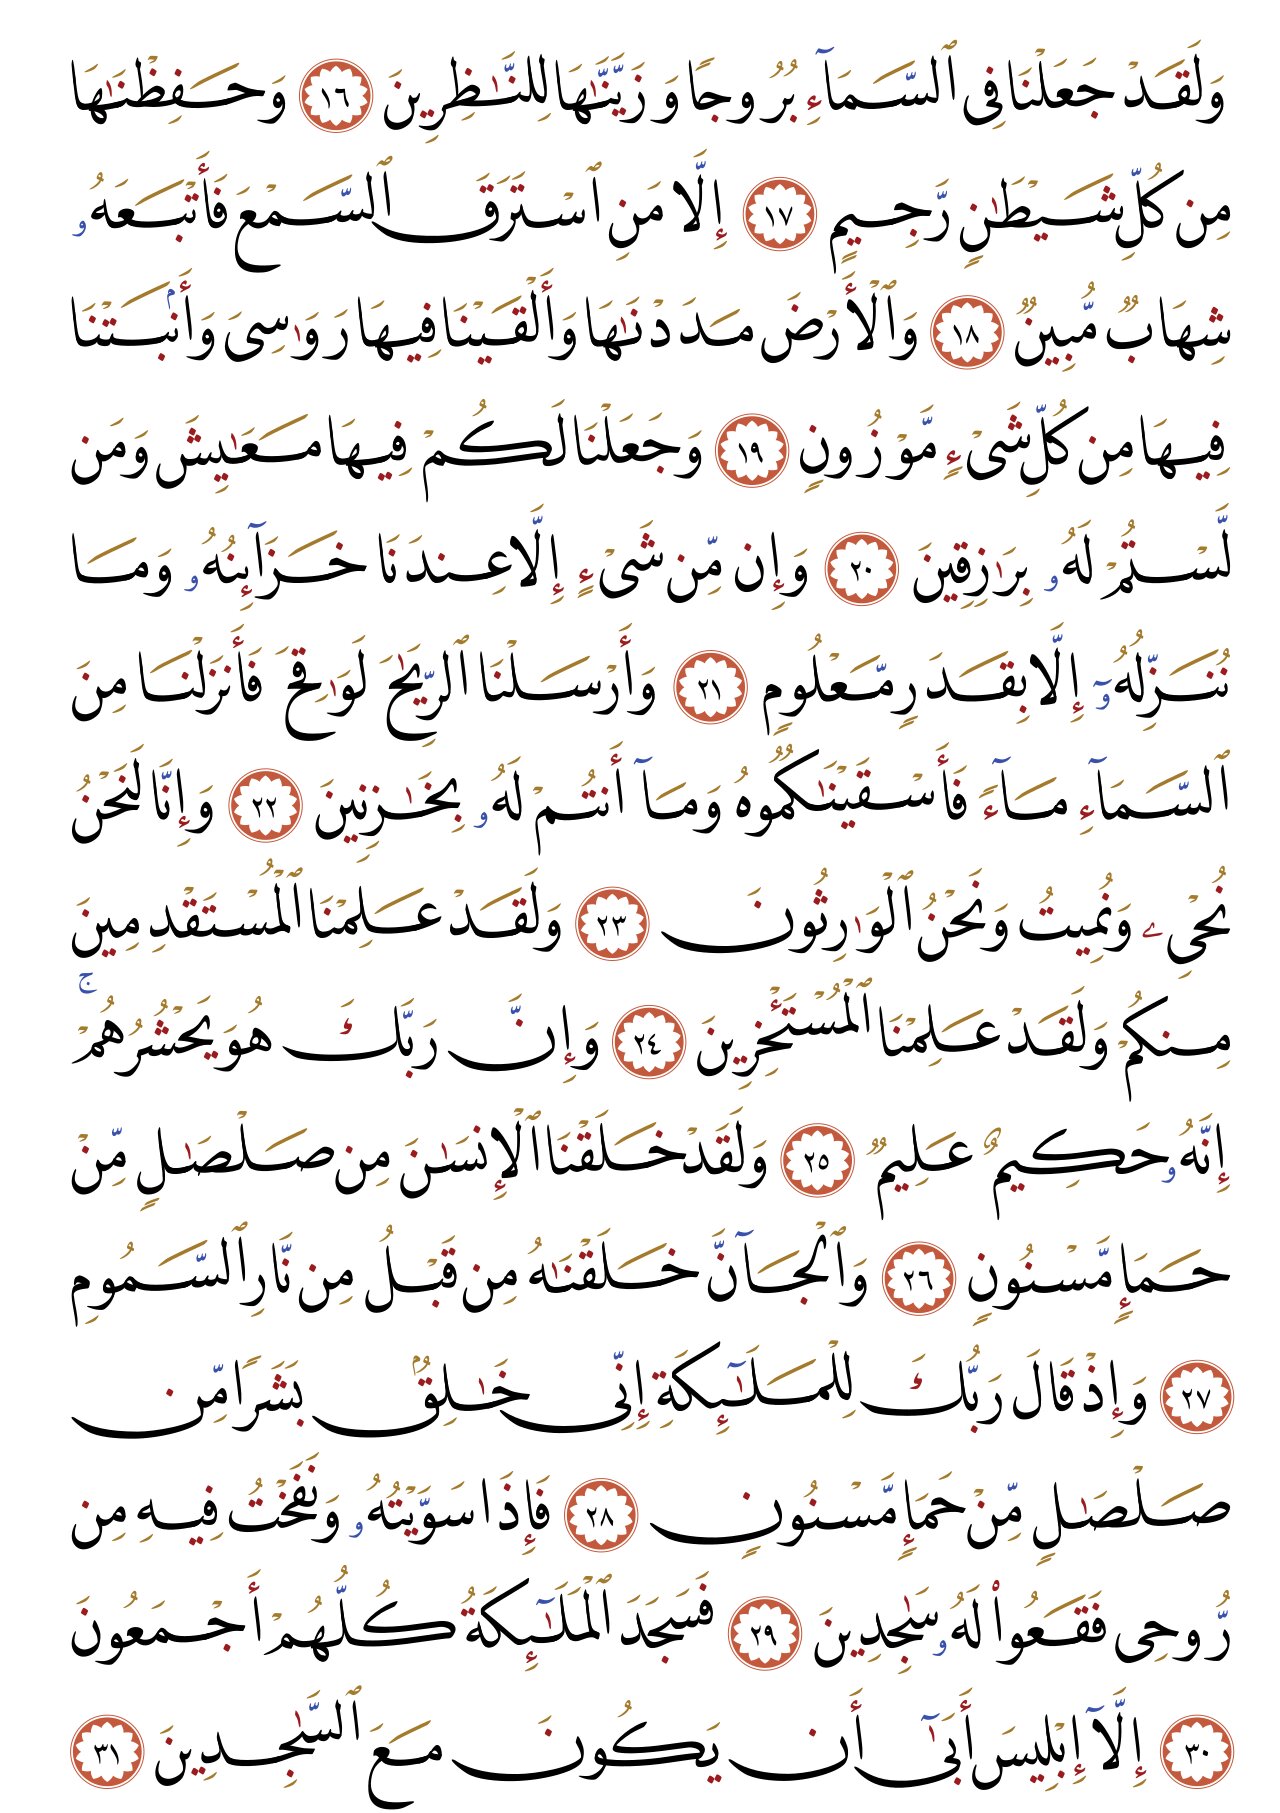 وَلَقَدْ جَعَلْنَا فِى ٱلسَّمَآءِ بُرُوجًا وَزَيَّنَّٰهَا لِلنَّٰظِرِينَ ١٦ وَحَفِظْنَٰهَا
مِن كُلِّ شَيْطَٰنٍ رَّجِيمٍ ١٧ إِلَّا مَنِ ٱسْتَرَقَ ٱلسَّمْعَ فَأَتْبَعَهُۥ
شِهَابٌ مُّبِينٌ ١٨ وَٱلْأَرْضَ مَدَدْنَٰهَا وَأَلْقَيْنَا فِيهَا رَوَٰسِىَ وَأَنۢبَتْنَا
فِيهَا مِن كُلِّ شَىْءٍ مَّوْزُونٍ ١٩ وَجَعَلْنَا لَكُمْ فِيهَا مَعَٰيِشَ وَمَن
لَّسْتُمْ لَهُۥ بِرَٰزِقِينَ ٢٠ وَإِن مِّن شَىْءٍ إِلَّا عِندَنَا خَزَآئِنُهُۥ وَمَا
نُنَزِّلُهُۥٓ إِلَّا بِقَدَرٍ مَّعْلُومٍ ٢١ وَأَرْسَلْنَا ٱلرِّيَٰحَ لَوَٰقِحَ فَأَنزَلْنَا مِنَ
ٱلسَّمَآءِ مَآءً فَأَسْقَيْنَٰكُمُوهُ وَمَآ أَنتُمْ لَهُۥ بِخَٰزِنِينَ ٢٢ وَإِنَّا لَنَحْنُ
نُحْىِۦ وَنُمِيتُ وَنَحْنُ ٱلْوَٰرِثُونَ ٢٣ وَلَقَدْ عَلِمْنَا ٱلْمُسْتَقْدِمِينَ
مِنكُمْ وَلَقَدْ عَلِمْنَا ٱلْمُسْتَـْٔخِرِينَ ٢٤ وَإِنَّ رَبَّكَ هُوَ يَحْشُرُهُمْ ۚ
إِنَّهُۥ حَكِيمٌ عَلِيمٌ ٢٥ وَلَقَدْ خَلَقْنَا ٱلْإِنسَٰنَ مِن صَلْصَٰلٍ مِّنْ
حَمَإٍ مَّسْنُونٍ ٢٦ وَٱلْجَآنَّ خَلَقْنَٰهُ مِن قَبْلُ مِن نَّارِ ٱلسَّمُومِ
٢٧ وَإِذْ قَالَ رَبُّكَ لِلْمَلَٰٓئِكَةِ إِنِّى خَٰلِقٌۢ بَشَرًا مِّن
صَلْصَٰلٍ مِّنْ حَمَإٍ مَّسْنُونٍ ٢٨ فَإِذَا سَوَّيْتُهُۥ وَنَفَخْتُ فِيهِ مِن
رُّوحِى فَقَعُوا۟ لَهُۥ سَٰجِدِينَ ٢٩ فَسَجَدَ ٱلْمَلَٰٓئِكَةُ كُلُّهُمْ أَجْمَعُونَ
٣٠ إِلَّآ إِبْلِيسَ أَبَىٰٓ أَن يَكُونَ مَعَ ٱلسَّٰجِدِينَ ٣١